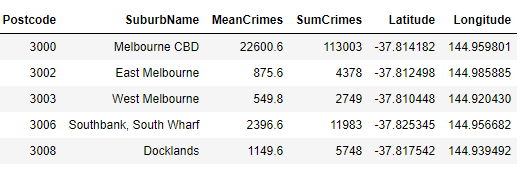 Postcode SuburbName MeanCrimes SumCrimes Latitude Longitude
3000 Melbourne CBD 22600.6 113003 -37.814182 144.959801
3002 East Melbourne 875.6 4378 -37.812498 144.985885
3003 West Melbourne 549.8 2749 -37.810448 144.920430
3006 Southbank, South Wharf 2396.6 11983 -37.825345 144.956682
3008 Docklands 1149.6 5748 -37.817542 144.939492